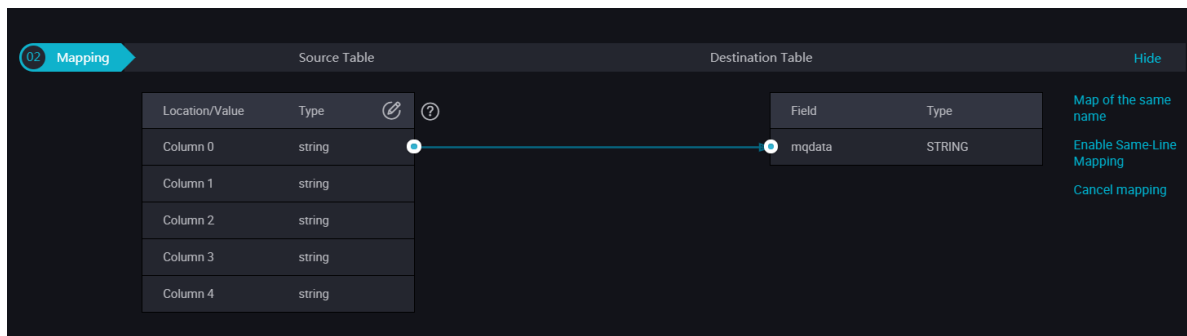 02 Mapping Source Table Destination Table Hide
Location/Value Type Field Type Map of the same
name
Column 0 string mqdata STRING Enable Same-Line
Mapping
Column 1 string Cancel mapping
Column 2 string
Column 3 string
Column 4 string